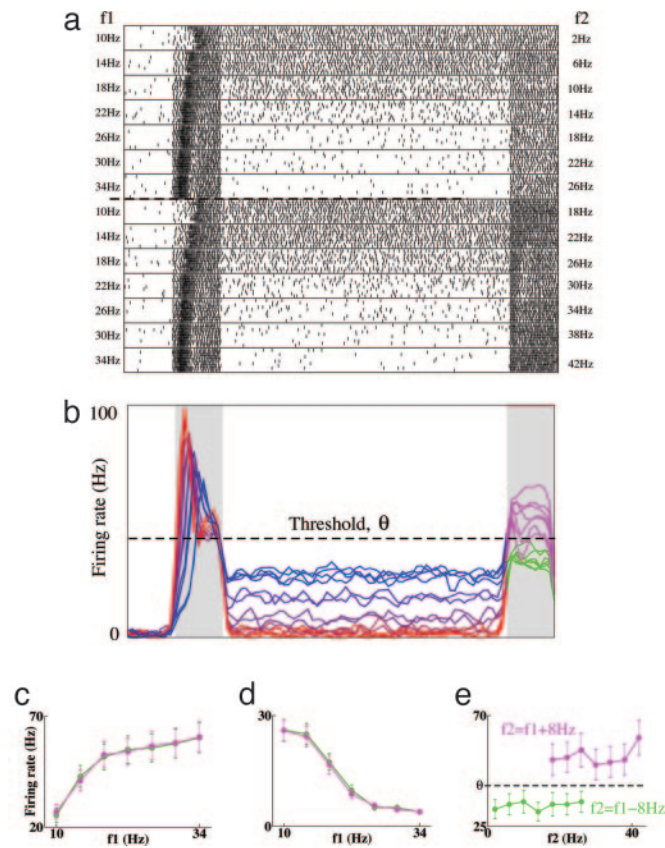 a
f1 f2
10Hz 2Hz
14Hz 6Hz
18Hz 10Hz
22Hz 14Hz
26Hz 18Hz
30Hz 22Hz
34Hz 26Hz
10Hz 18Hz
14Hz 22Hz
18Hz 26Hz
22Hz 30Hz
26Hz 34Hz
30Hz 38Hz
34Hz 42Hz
b
100
Firing rate (Hz)
Threshold, θ
0
c
70
Firing rate (Hz)
20
10 34
f1 (Hz)
d
30
0
10 34
f1 (Hz)
e
70
f2=f1+8Hz
θ
f2=f1−8Hz
25
0 40
f2 (Hz)